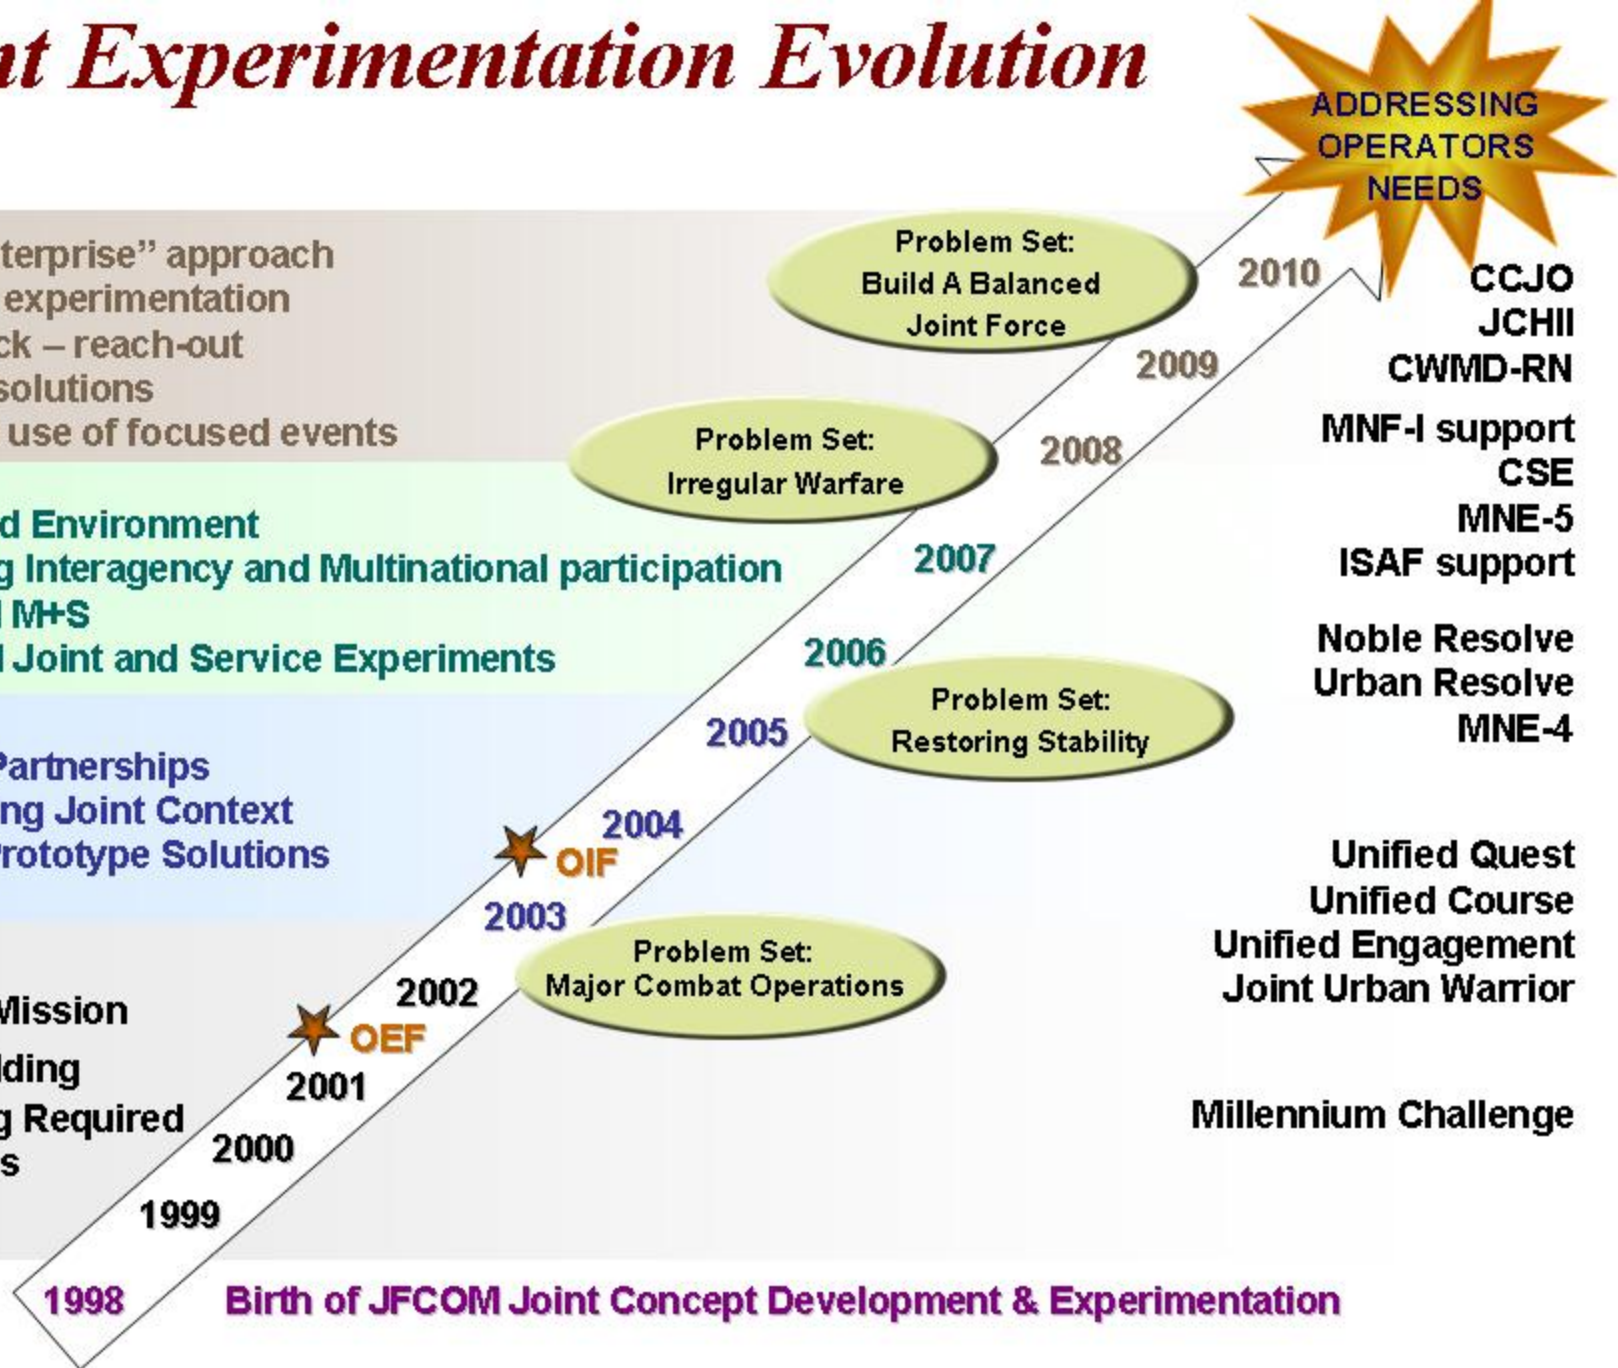 nt Experimentation Evolution
ADDRESSING
OPERATORS
NEEDS
terprise” approach
experimentation
ck – reach-out
solutions
use of focused events
d Environment
g Interagency and Multinational participation
M+S
Joint and Service Experiments
Partnerships
ng Joint Context
Prototype Solutions
Mission
lding
g Required
s
Problem Set:
Build A Balanced
Joint Force
Problem Set:
Irregular Warfare
Problem Set:
Restoring Stability
Problem Set:
Major Combat Operations
2010
2009
2008
2007
2006
2005
2004
OIF
2003
2002
OEF
2001
2000
1999
1998
CCJO
JCHII
CWMD-RN
MNF-I support
CSE
MNE-5
ISAF support
Noble Resolve
Urban Resolve
MNE-4
Unified Quest
Unified Course
Unified Engagement
Joint Urban Warrior
Millennium Challenge
Birth of JFCOM Joint Concept Development & Experimentation